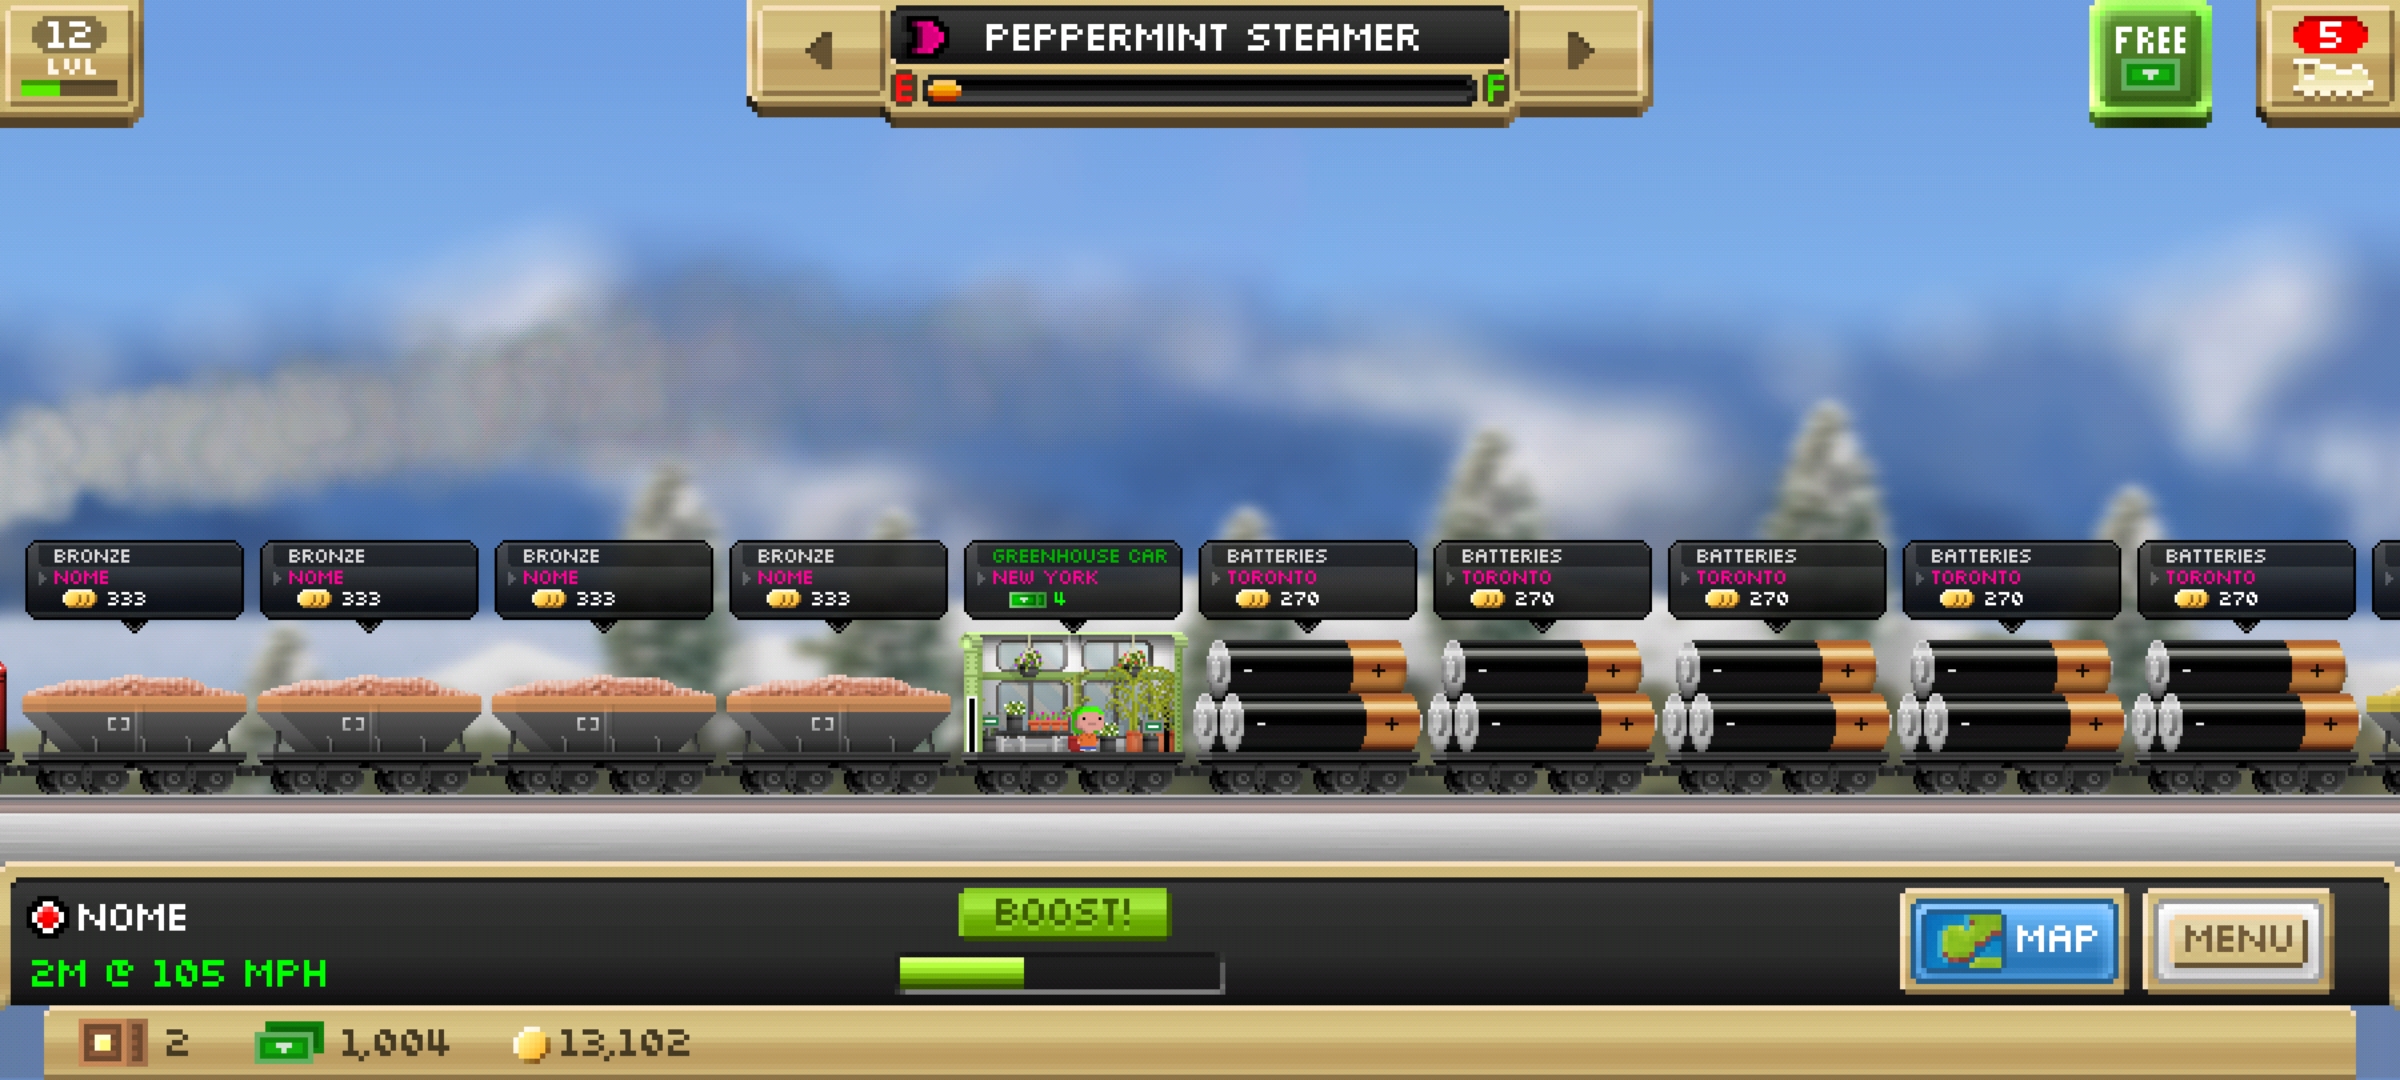 12
LVL
PEPPERMINT STEAMER
E F
FREE
5
BRONZE
NOME
333
BRONZE
NOME
333
BRONZE
NOME
333
BRONZE
NOME
333
GREENHOUSE CAR
NEW YORK
4
BATTERIES
TORONTO
270
BATTERIES
TORONTO
270
BATTERIES
TORONTO
270
BATTERIES
TORONTO
270
BATTERIES
TORONTO
270
- +
- +
- +
- +
- +
- +
- +
- +
- +
- +
NOME
2M @ 105 MPH
BOOST!
MAP
MENU
2
1,004
13,102